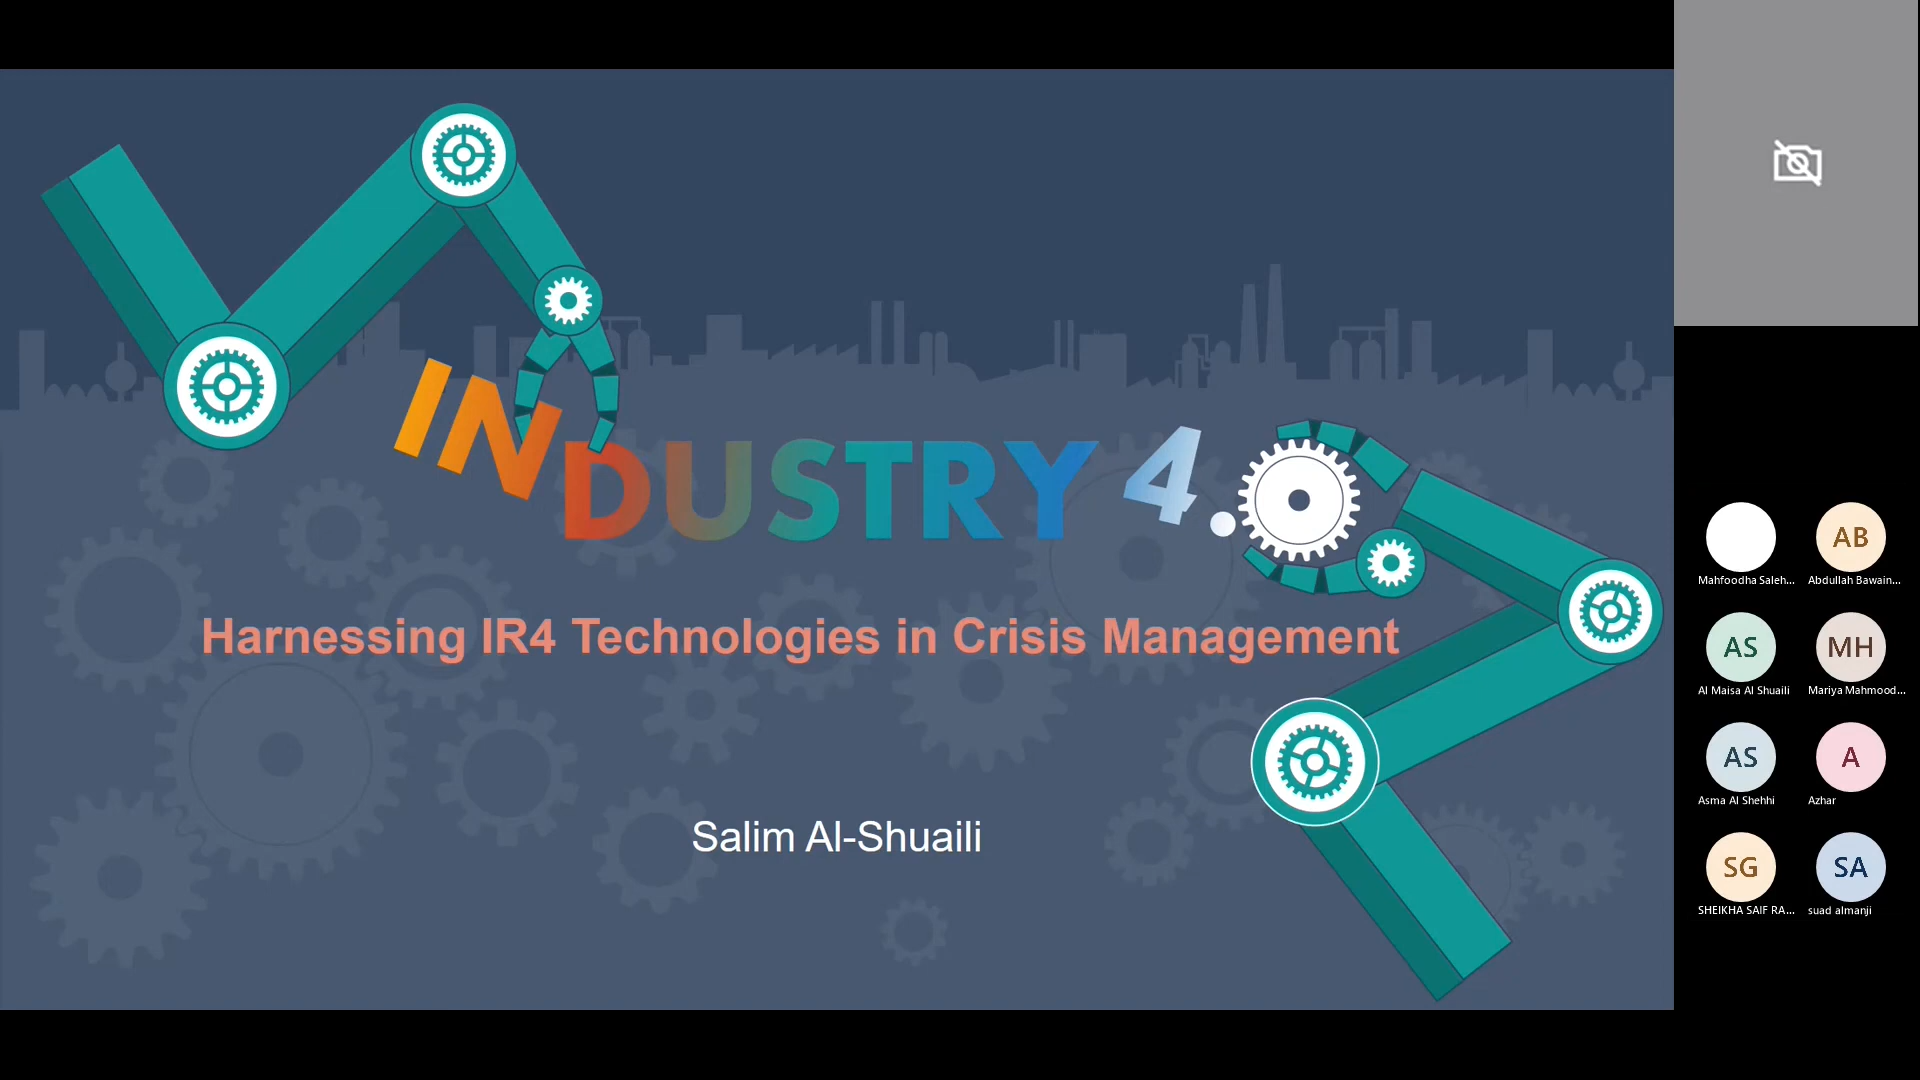 INDUSTRY 4.0
Harnessing IR4 Technologies in Crisis Management
Salim Al-Shuaili
Mahfoodha Saleh...
AB
Abdullah Bawain...
AS
Al Maisa Al Shuaili
MH
Mariya Mahmood...
AS
Asma Al Shehhi
A
Azhar
SG
SHEIKHA SAIF RA...
SA
suad almanji